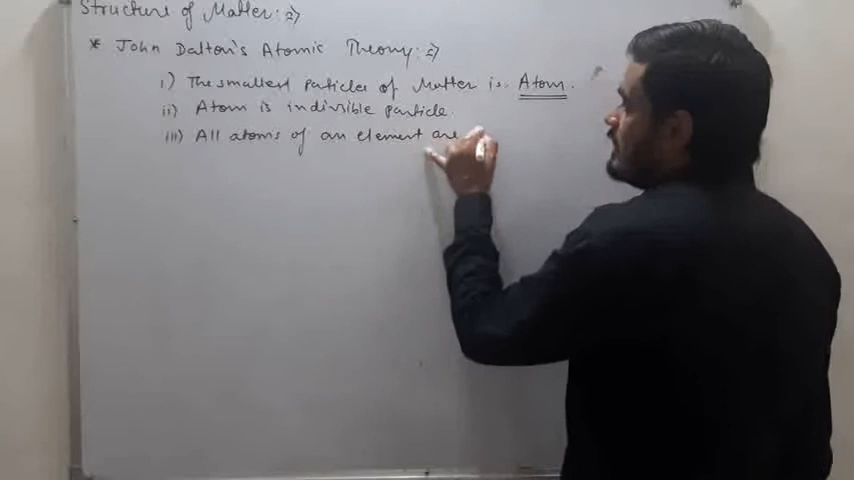 Structure of Matter :⇒
* John Dalton's Atomic Theory :⇒
i) The smallest particles of Matter is Atom.
ii) Atom is indivisible particle.
iii) All atoms of an element are